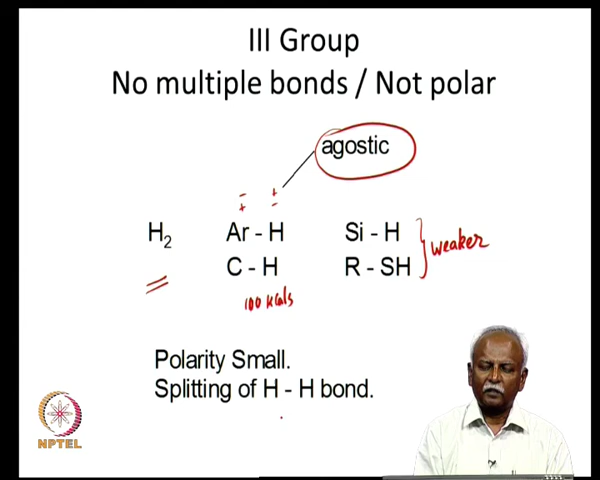 III Group
No multiple bonds / Not polar
agostic
- +
+ -
H2 Ar - H Si - H
weaker
C - H R - SH
100 kcals
Polarity Small.
Splitting of H - H bond.
NPTEL